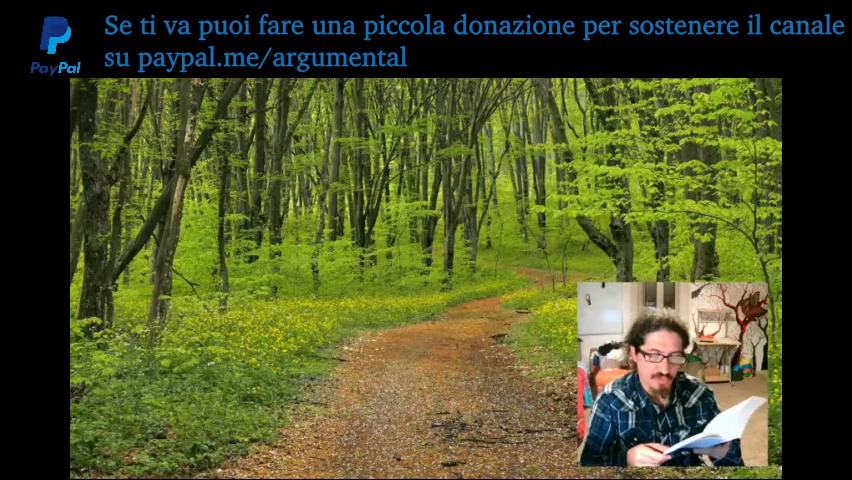 Se ti va puoi fare una piccola donazione per sostenere il canale
su paypal.me/argumental
PayPal